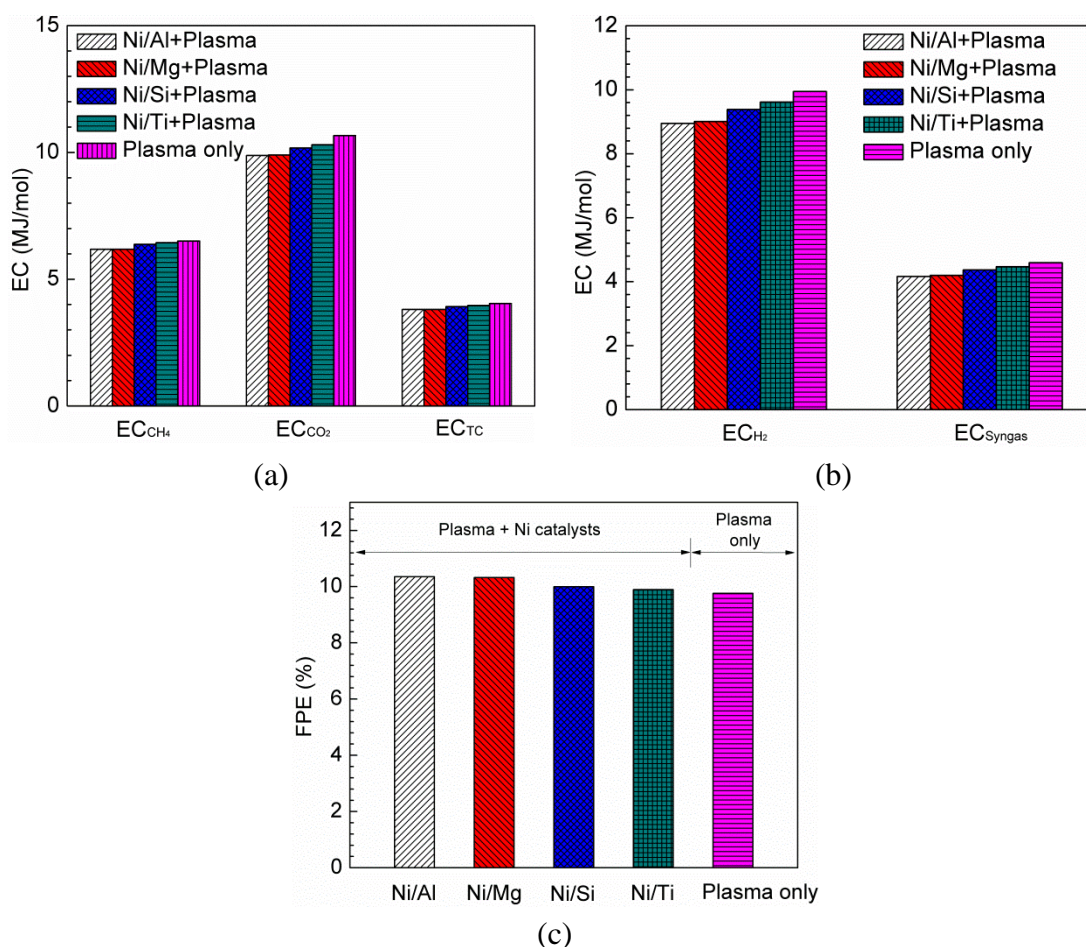 15
10
5
0
EC (MJ/mol)
Ni/Al+Plasma
Ni/Mg+Plasma
Ni/Si+Plasma
Ni/Ti+Plasma
Plasma only
EC_CH₄ EC_CO₂ EC_TC
(a)
12
10
8
6
4
2
0
EC (MJ/mol)
Ni/Al+Plasma
Ni/Mg+Plasma
Ni/Si+Plasma
Ni/Ti+Plasma
Plasma only
EC_H₂ EC_Syngas
(b)
12
10
8
6
4
2
0
FPE (%)
Plasma + Ni catalysts
Plasma
only
Ni/Al Ni/Mg Ni/Si Ni/Ti Plasma only
(c)